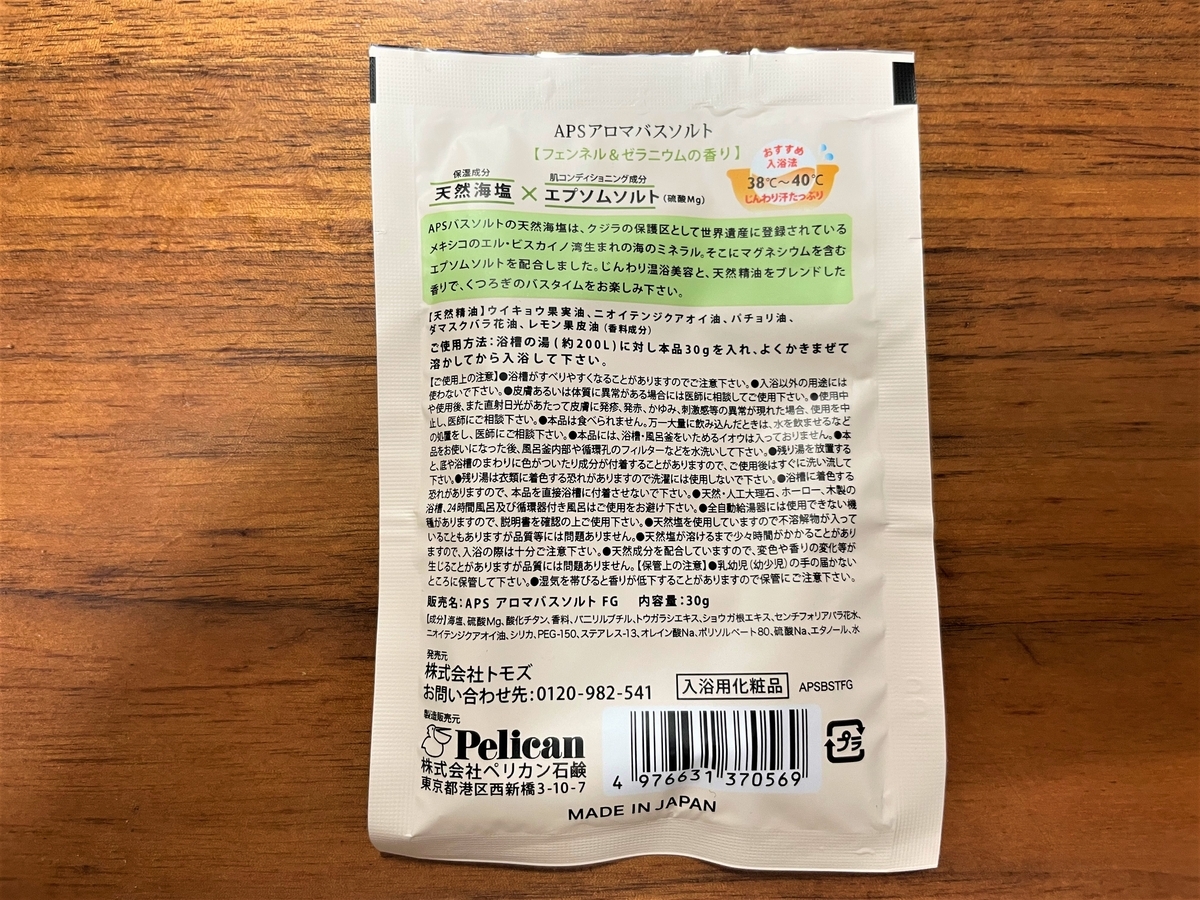 APSアロマバスソルト
【フェンネル＆ゼラニウムの香り】
おすすめ
入浴法
38℃～40℃
じんわり汗たっぷり
保湿成分
天然海塩
×
肌コンディショニング成分
エプソムソルト(硫酸Mg)
APSバスソルトの天然海塩は、クジラの保護区として世界遺産に登録されている
メキシコのエル・ビスカイノ湾生まれの海のミネラル。そこにマグネシウムを含む
エプソムソルトを配合しました。じんわり温浴美容と、天然精油をブレンドした
香りで、くつろぎのバスタイムをお楽しみ下さい。
【天然精油】ウイキョウ果実油、ニオイテンジクアオイ油、パチョリ油、
ダマスクバラ花油、レモン果皮油(香料成分)
ご使用方法：浴槽の湯(約200L)に対し本品30gを入れ、よくかきまぜて
溶かしてから入浴して下さい。
【ご使用上の注意】●浴槽がすべりやすくなることがありますのでご注意下さい。●入浴以外の用途には
使わないで下さい。●皮膚あるいは体質に異常がある場合には医師に相談してご使用下さい。●使用中
や使用後、また直射日光があたって皮膚に発疹、発赤、かゆみ、刺激感等の異常が現れた場合、使用を中
止し、医師にご相談下さい。●本品は食べられません。万一大量に飲み込んだときは、水を飲ませるなど
の処置をし、医師にご相談下さい。●本品には、浴槽・風呂釜をいためるイオウは入っておりません。●本
品をお使いになった後、風呂釜内部や循環孔のフィルターなどを水洗いして下さい。●残り湯を放置する
と、底や浴槽のまわりに色がついたり成分が付着することがありますので、ご使用後はすぐに洗い流して
下さい。●残り湯は衣類に着色する恐れがありますので洗濯には使用しないで下さい。●浴槽に着色する
恐れがありますので、本品を直接浴槽に付着させないで下さい。●天然・人工大理石、ホーロー、木製の
浴槽、24時間風呂及び循環器付き風呂はご使用をお避け下さい。●全自動給湯器には使用できない機
種がありますので、説明書を確認の上ご使用下さい。●天然塩を使用していますので不溶解物が入って
いることもありますが品質等には問題ありません。●天然塩が溶けるまで少々時間がかかることがあり
ますので、入浴の際は十分ご注意下さい。●天然成分を配合していますので、変色や香りの変化等が
生じることがありますが品質には問題ありません。【保管上の注意】●乳幼児(幼少児)の手の届かない
ところに保管して下さい。●湿気を帯びると香りが低下することがありますので保管にご注意下さい。
販売名：APS アロマバスソルト FG 内容量：30g
【成分】海塩、硫酸Mg、酸化チタン、香料、バニリルブチル、トウガラシエキス、ショウガ根エキス、センチフォリアバラ花水、
ニオイテンジクアオイ油、シリカ、PEG-150、ステアレス-13、オレイン酸Na、ポリソルベート80、硫酸Na、エタノール、水
発売元
株式会社トモズ
お問い合わせ先：0120-982-541
入浴用化粧品
APSBSTFG
製造販売元
Pelican
株式会社ペリカン石鹸
東京都港区西新橋3-10-7
4 976631 370569
プラ
MADE IN JAPAN